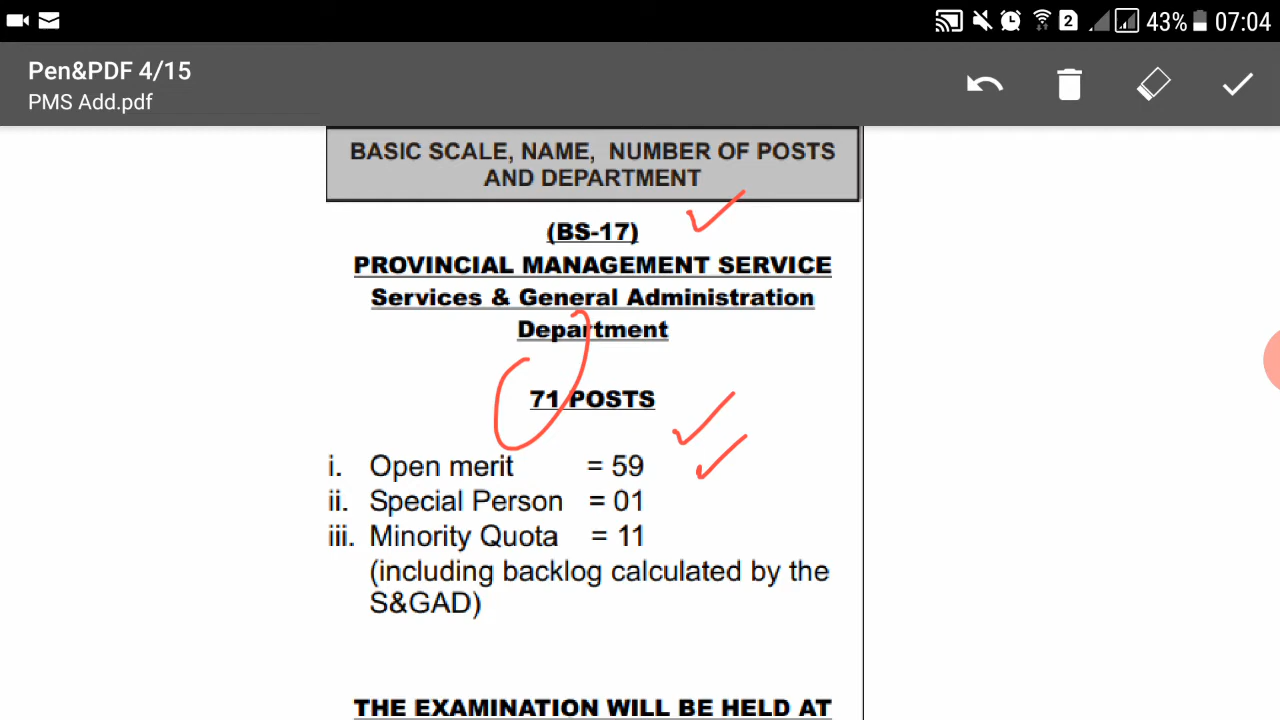 2 43% 07:04
Pen&PDF 4/15
PMS Add.pdf
BASIC SCALE, NAME, NUMBER OF POSTS
AND DEPARTMENT
(BS-17)
PROVINCIAL MANAGEMENT SERVICE
Services & General Administration
Department
71 POSTS
i. Open merit = 59
ii. Special Person = 01
iii. Minority Quota = 11
(including backlog calculated by the
S&GAD)
THE EXAMINATION WILL BE HELD AT